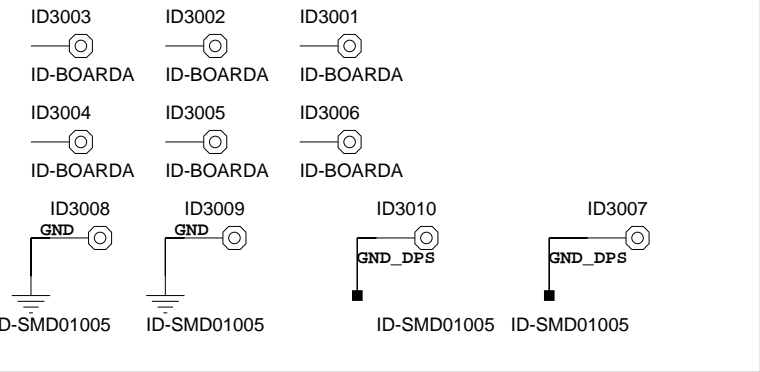 ID3003 ID3002 ID3001
ID-BOARDA ID-BOARDA ID-BOARDA
ID3004 ID3005 ID3006
ID-BOARDA ID-BOARDA ID-BOARDA
ID3008 ID3009 ID3010 ID3007
GND GND
GND_DPS GND_DPS
D-SMD01005 ID-SMD01005 ID-SMD01005 ID-SMD01005